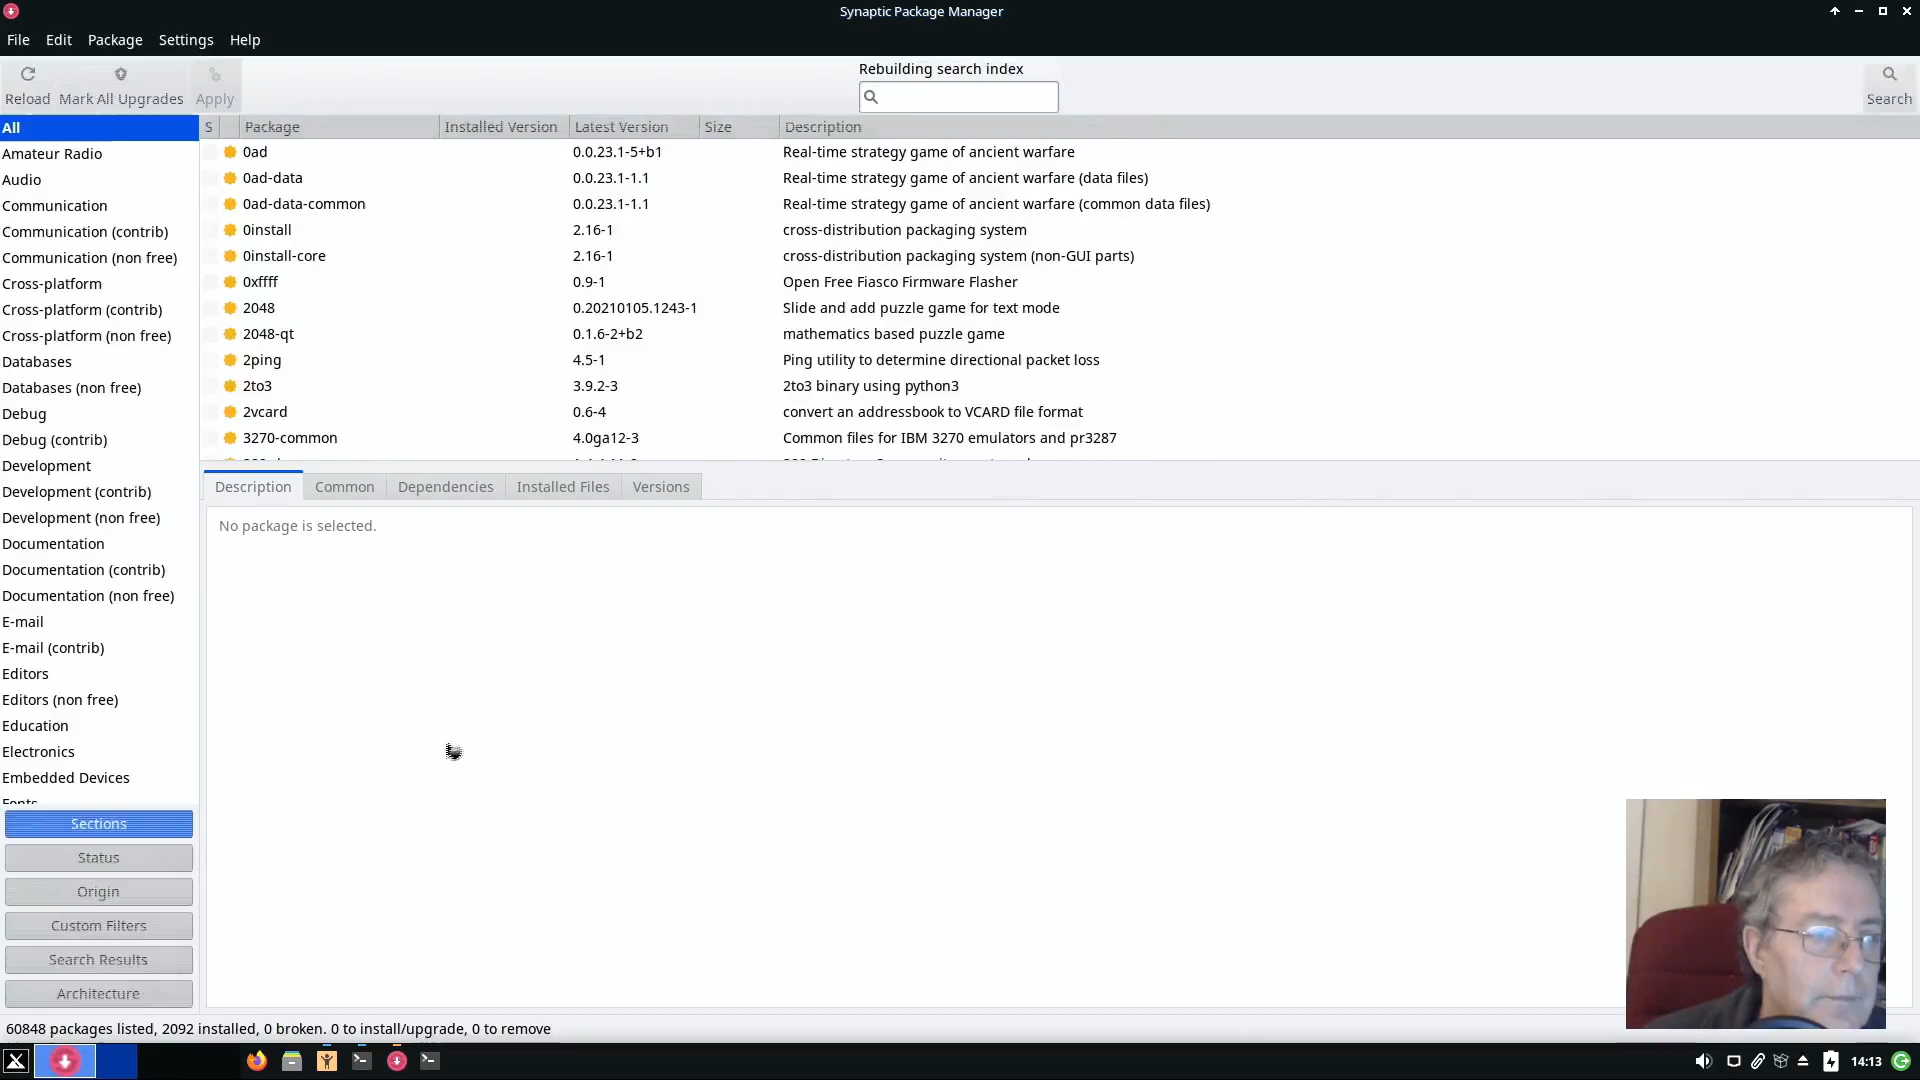 Synaptic Package Manager
File Edit Package Settings Help
Reload Mark All Upgrades Apply
Rebuilding search index
Search
All
Amateur Radio
Audio
Communication
Communication (contrib)
Communication (non free)
Cross-platform
Cross-platform (contrib)
Cross-platform (non free)
Databases
Databases (non free)
Debug
Debug (contrib)
Development
Development (contrib)
Development (non free)
Documentation
Documentation (contrib)
Documentation (non free)
E-mail
E-mail (contrib)
Editors
Editors (non free)
Education
Electronics
Embedded Devices
Fonts
Sections
Status
Origin
Custom Filters
Search Results
Architecture
S Package Installed Version Latest Version Size Description
0ad 0.0.23.1-5+b1 Real-time strategy game of ancient warfare
0ad-data 0.0.23.1-1.1 Real-time strategy game of ancient warfare (data files)
0ad-data-common 0.0.23.1-1.1 Real-time strategy game of ancient warfare (common data files)
0install 2.16-1 cross-distribution packaging system
0install-core 2.16-1 cross-distribution packaging system (non-GUI parts)
0xffff 0.9-1 Open Free Fiasco Firmware Flasher
2048 0.20210105.1243-1 Slide and add puzzle game for text mode
2048-qt 0.1.6-2+b2 mathematics based puzzle game
2ping 4.5-1 Ping utility to determine directional packet loss
2to3 3.9.2-3 2to3 binary using python3
2vcard 0.6-4 convert an addressbook to VCARD file format
3270-common 4.0ga12-3 Common files for IBM 3270 emulators and pr3287
Description Common Dependencies Installed Files Versions
No package is selected.
60848 packages listed, 2092 installed, 0 broken. 0 to install/upgrade, 0 to remove
14:13